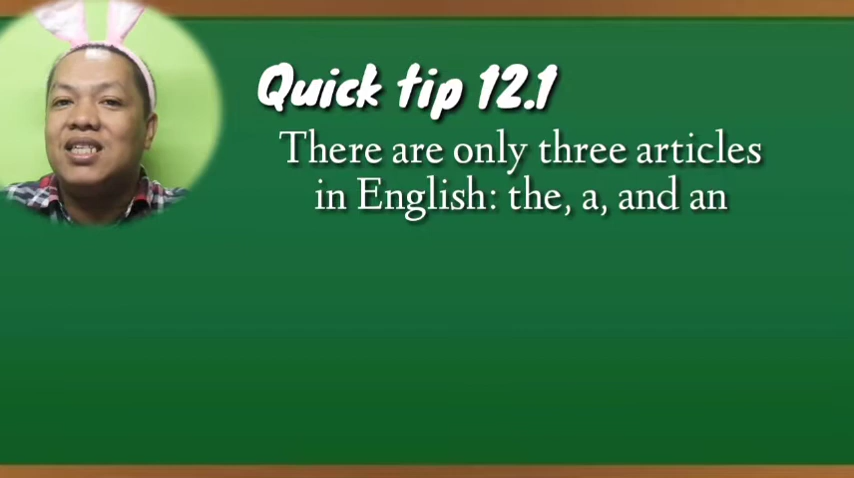 Quick tip 12.1
There are only three articles
in English: the, a, and an